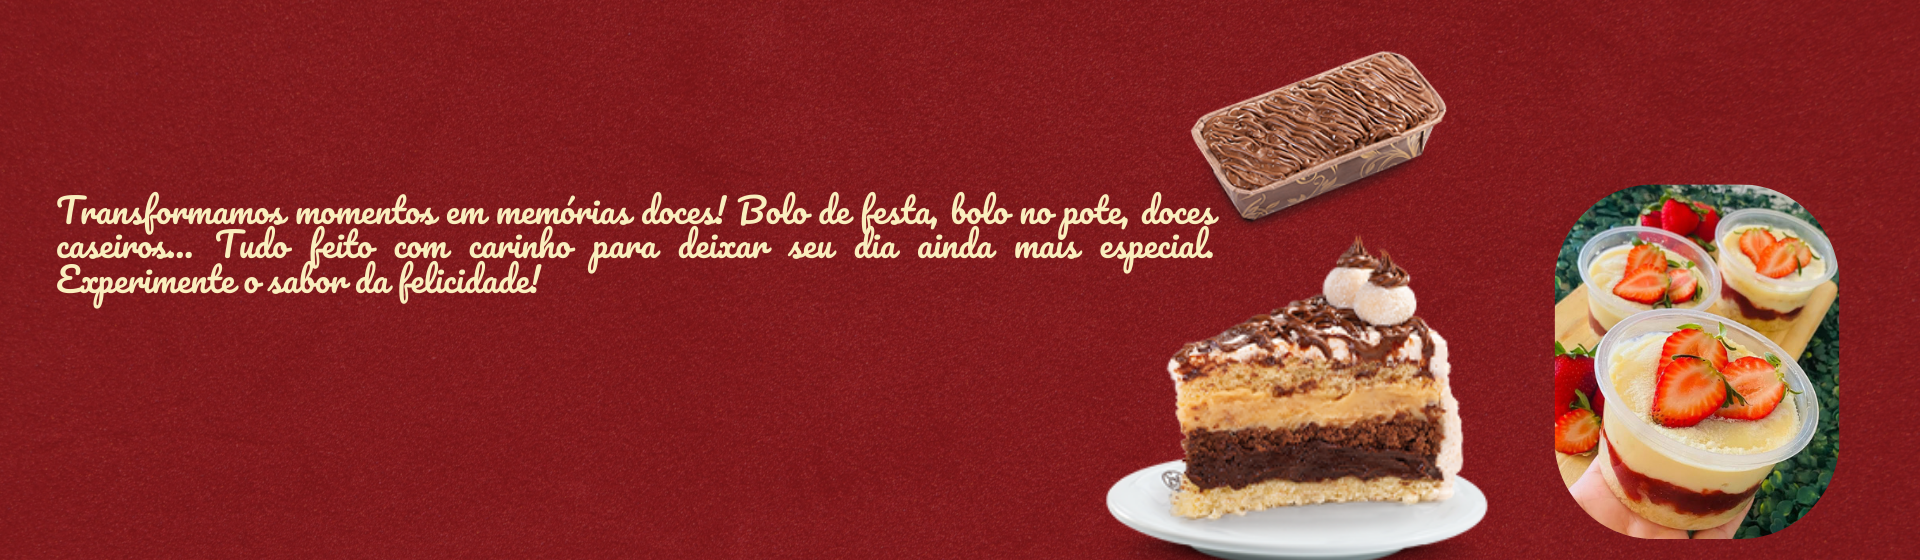 Transformamos momentos em memórias doces! Bolo de festa, bolo no pote, doces
caseiros... Tudo feito com carinho para deixar seu dia ainda mais especial.
Experimente o sabor da felicidade!